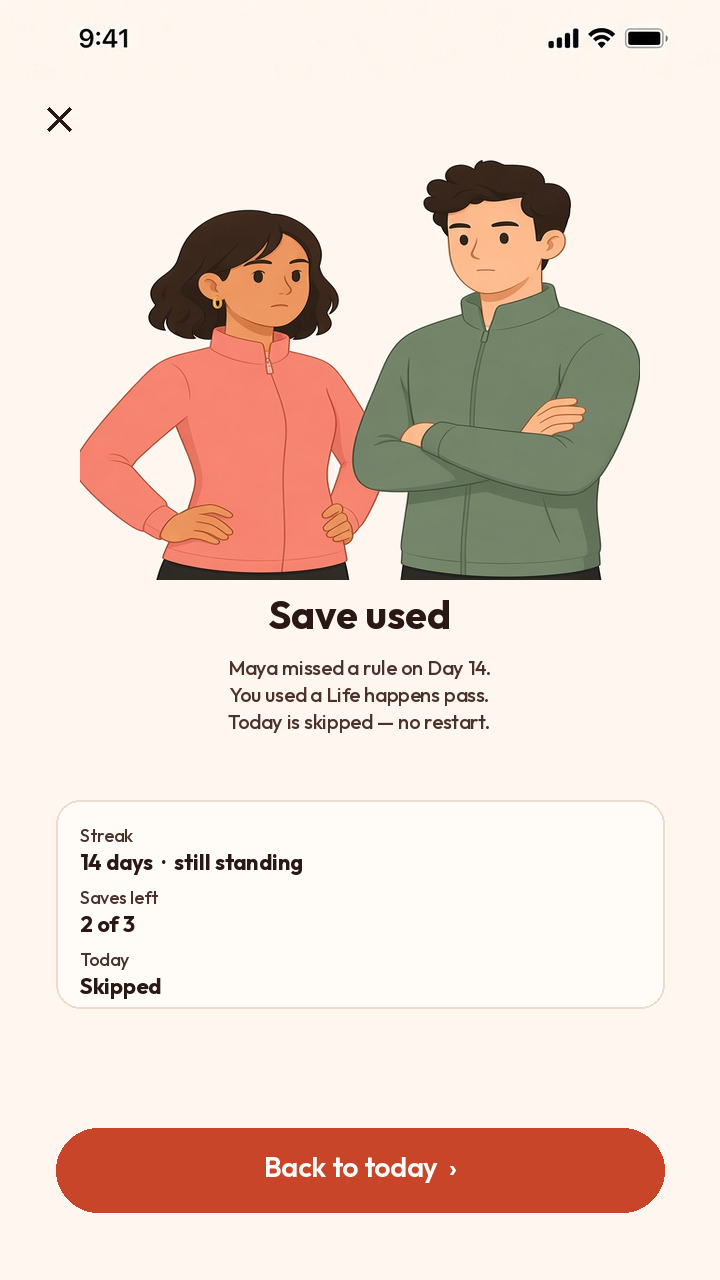 9:41
Save used
Maya missed a rule on Day 14.
You used a Life happens pass.
Today is skipped — no restart.
Streak
14 days · still standing
Saves left
2 of 3
Today
Skipped
Back to today ›